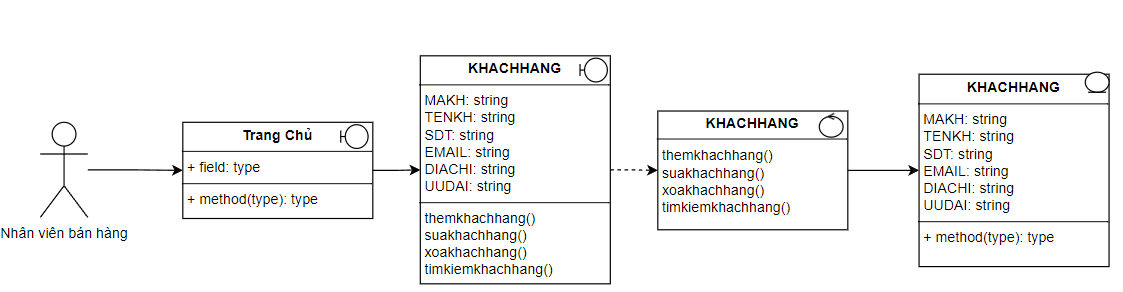 Nhân viên bán hàng
Trang Chủ
+ field: type
+ method(type): type
KHACHHANG
MAKH: string
TENKH: string
SDT: string
EMAIL: string
DIACHI: string
UUDAI: string
themkhachhang()
suakhachhang()
xoakhachhang()
timkiemkhachhang()
KHACHHANG
themkhachhang()
suakhachhang()
xoakhachhang()
timkiemkhachhang()
KHACHHANG
MAKH: string
TENKH: string
SDT: string
EMAIL: string
DIACHI: string
UUDAI: string
+ method(type): type